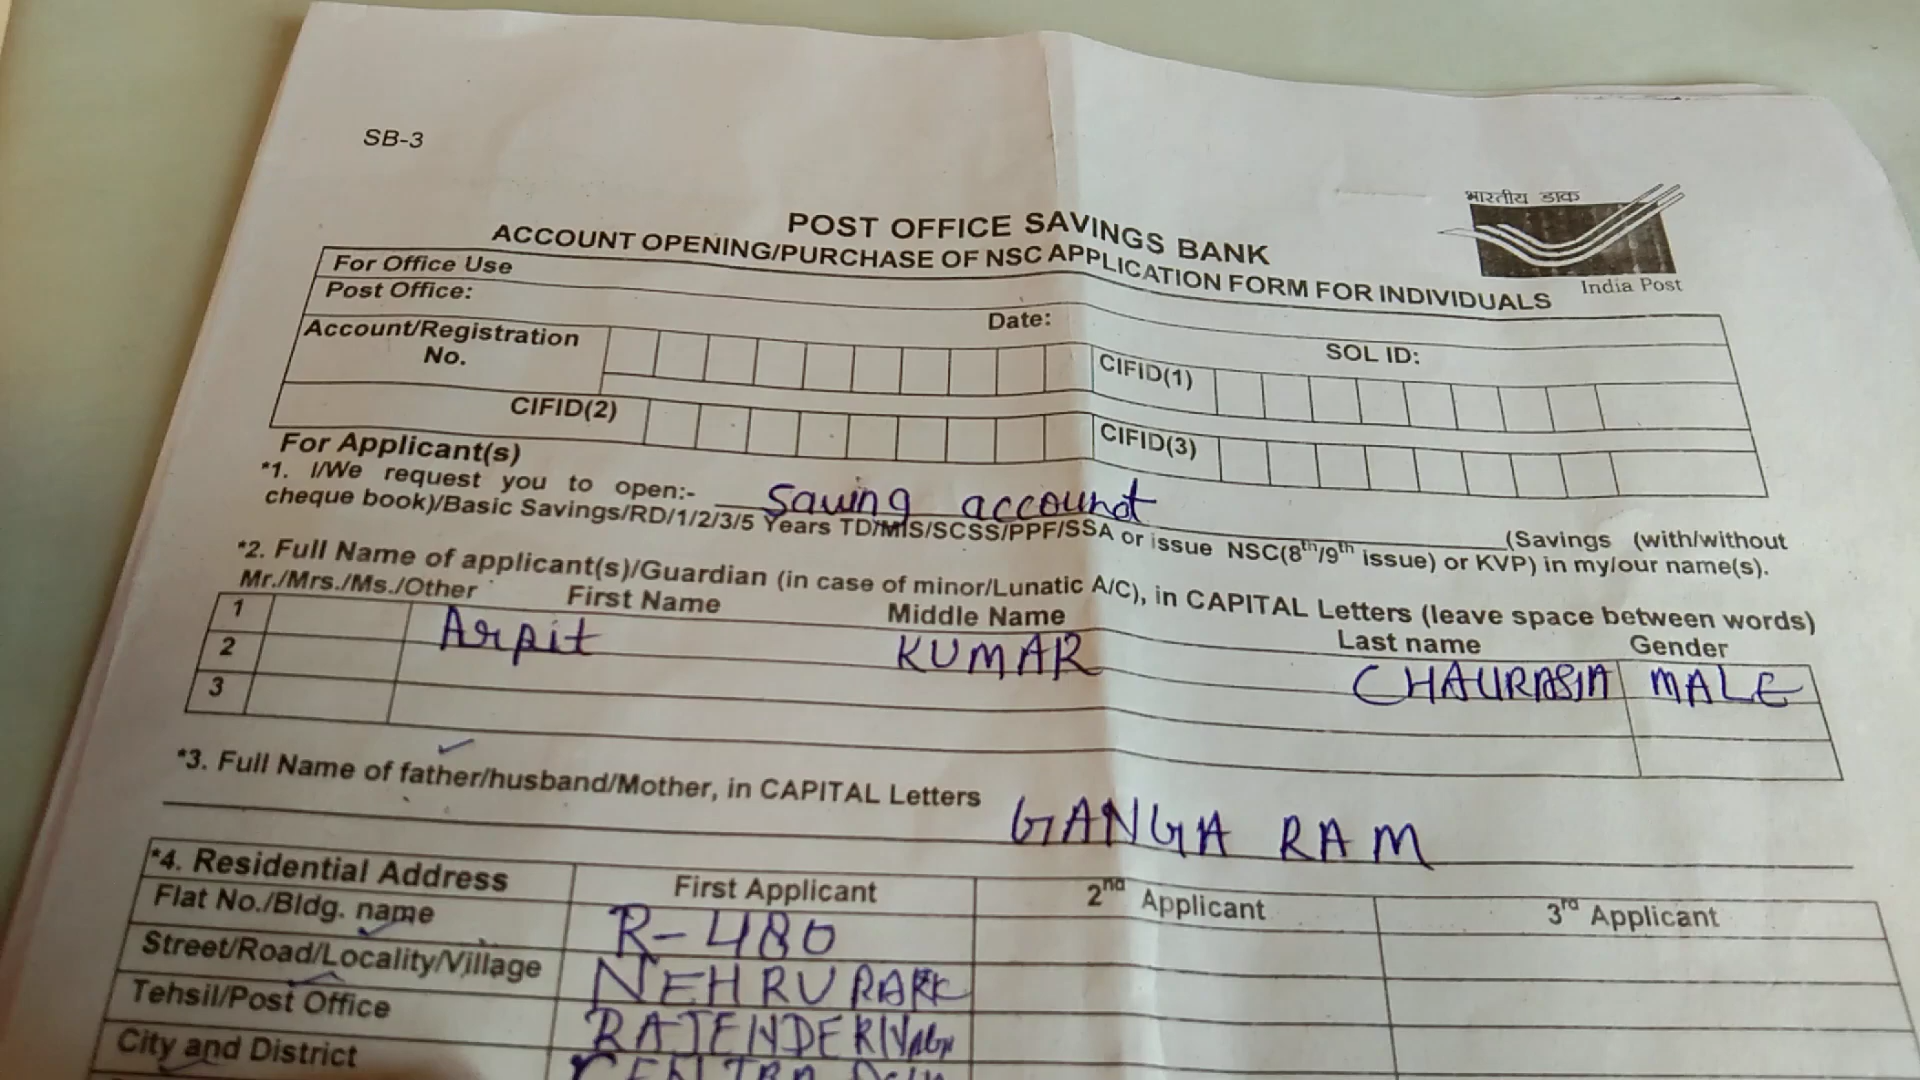 SB-3
भारतीय डाक
India Post
POST OFFICE SAVINGS BANK
ACCOUNT OPENING/PURCHASE OF NSC APPLICATION FORM FOR INDIVIDUALS
For Office Use
Post Office: Date: SOL ID:
Account/Registration No. CIFID(1)
CIFID(2) CIFID(3)
For Applicant(s)
*1. I/We request you to open:- Saving account (Savings (with/without
cheque book)/Basic Savings/RD/1/2/3/5 Years TD/MIS/SCSS/PPF/SSA or issue NSC(8th/9th issue) or KVP) in my/our name(s).
*2. Full Name of applicant(s)/Guardian (in case of minor/Lunatic A/C), in CAPITAL Letters (leave space between words)
Mr./Mrs./Ms./Other First Name Middle Name Last name Gender
1 Arpit KUMAR CHAURASIA MALE
2
3
*3. Full Name of father/husband/Mother, in CAPITAL Letters GANGA RAM
*4. Residential Address First Applicant 2nd Applicant 3rd Applicant
Flat No./Bldg. name R-480
Street/Road/Locality/Village NEHRU PARK
Tehsil/Post Office
City and District